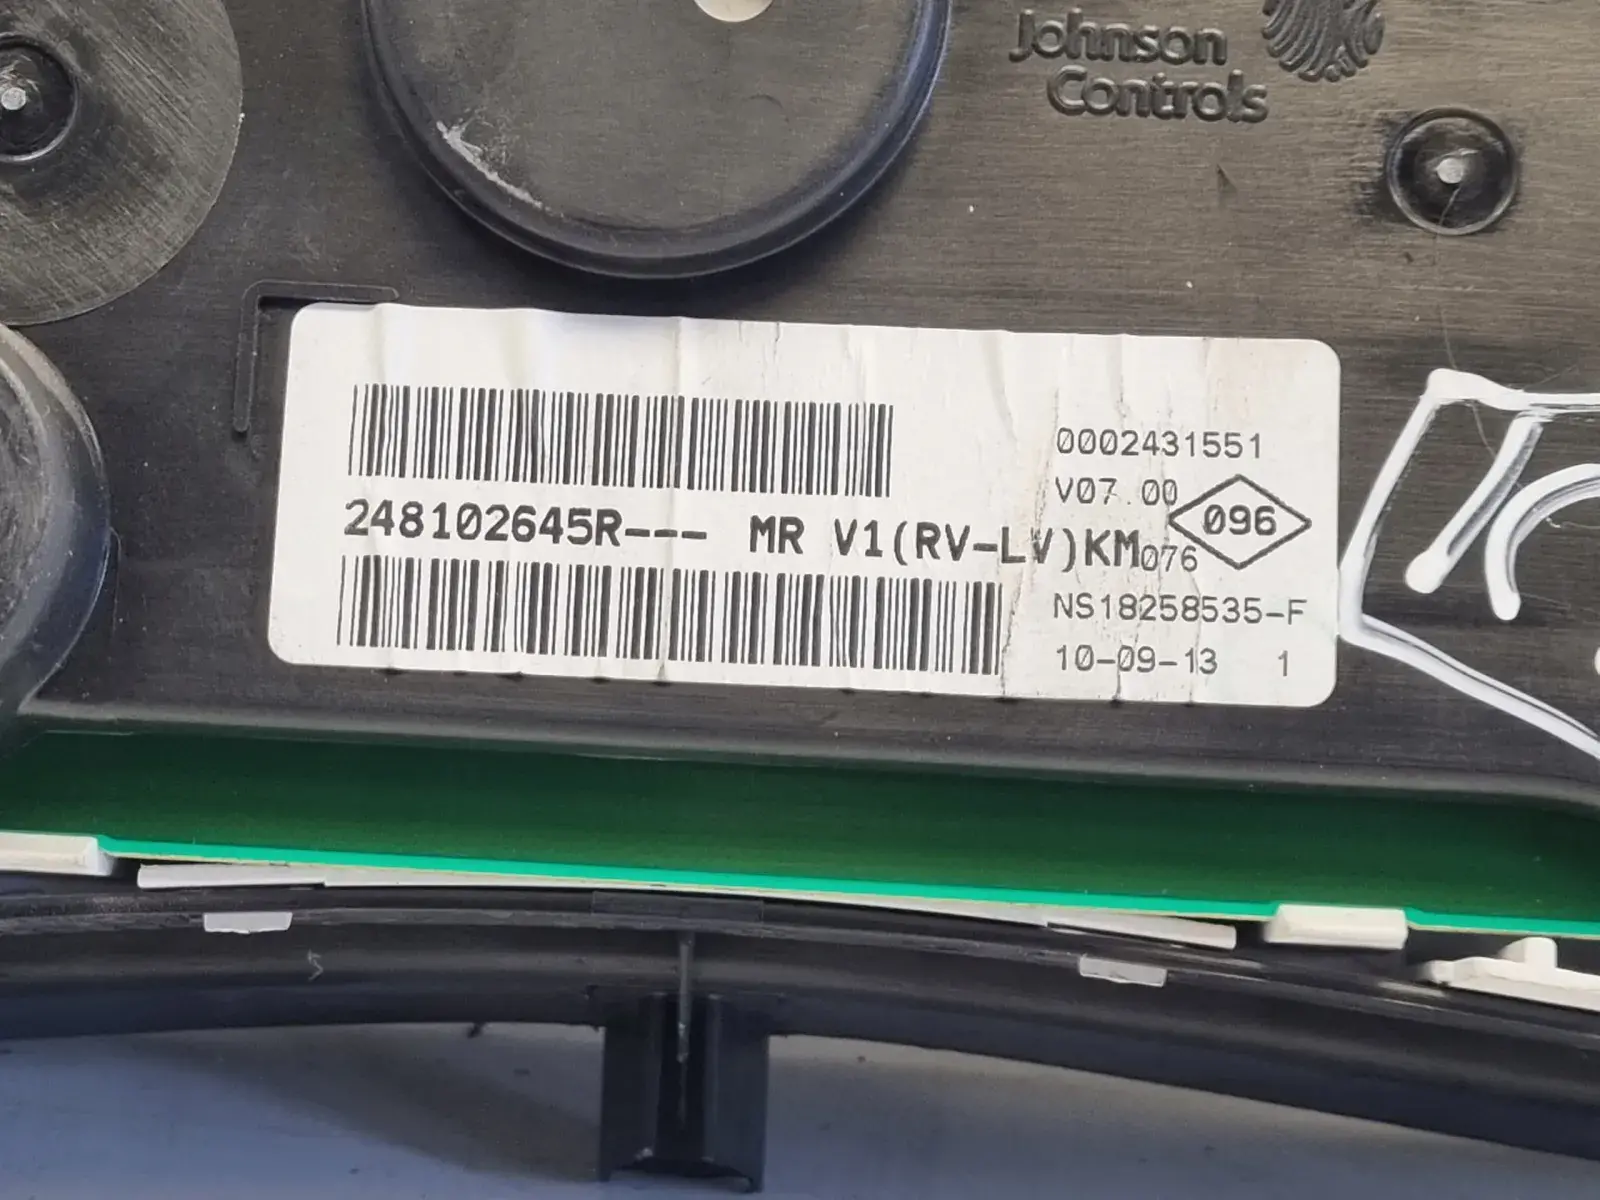 Johnson
Controls
0002431551
V07.00
096
248102645R--- MR V1(RV-LV)KM
076
NS18258535-F
10-09-13 1